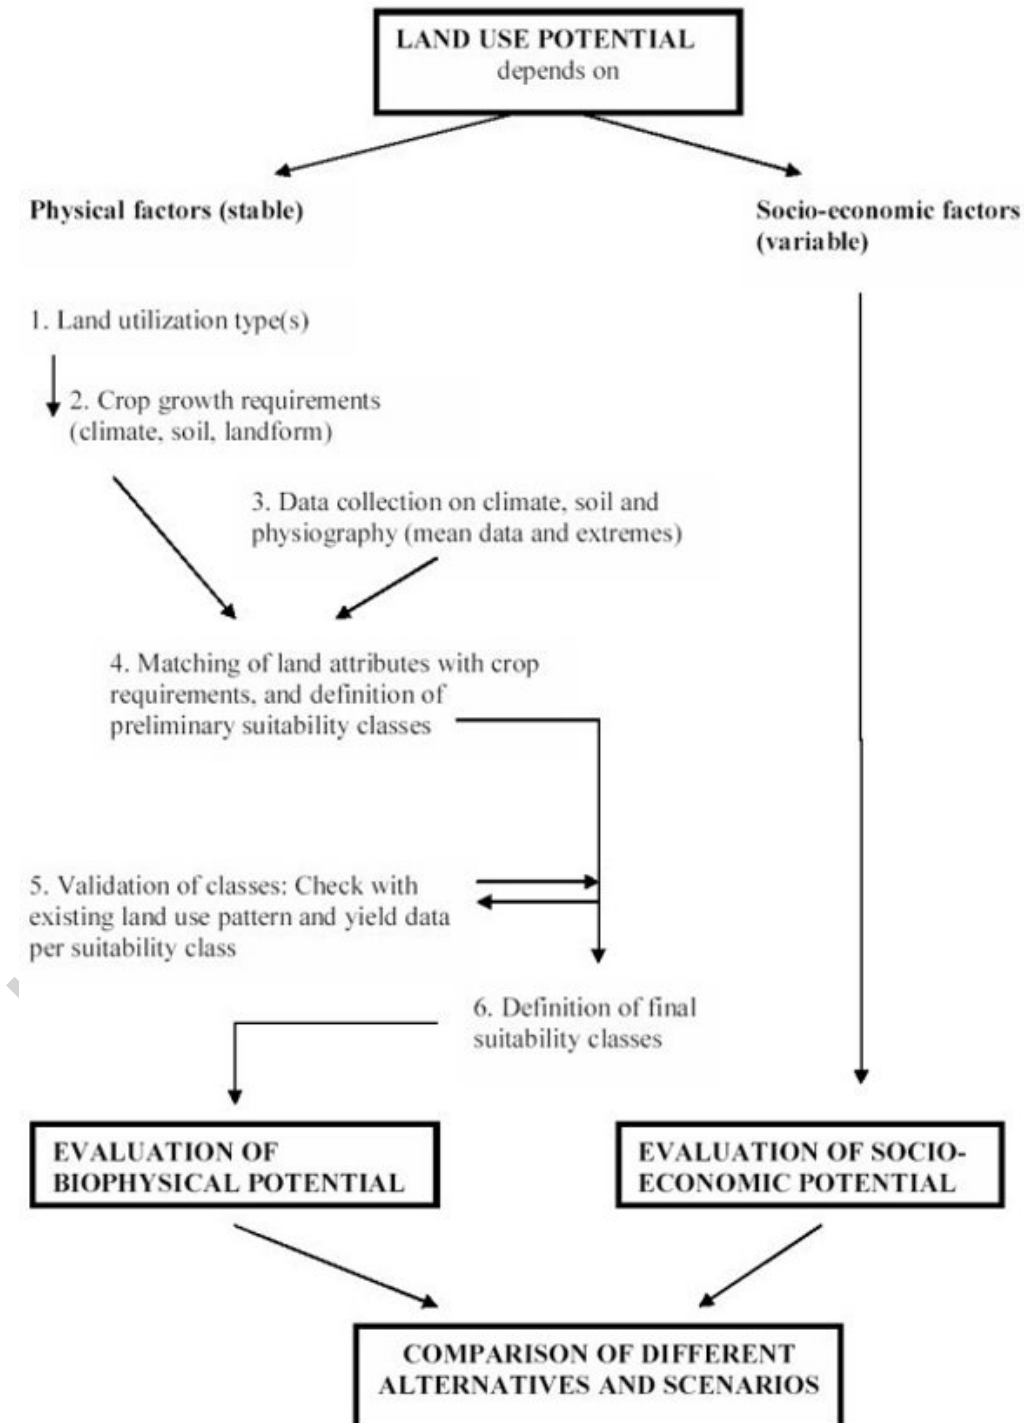 LAND USE POTENTIAL
depends on
Physical factors (stable)
Socio-economic factors
(variable)
1. Land utilization type(s)
2. Crop growth requirements
(climate, soil, landform)
3. Data collection on climate, soil and
physiography (mean data and extremes)
4. Matching of land attributes with crop
requirements, and definition of
preliminary suitability classes
5. Validation of classes: Check with
existing land use pattern and yield data
per suitability class
6. Definition of final
suitability classes
EVALUATION OF
BIOPHYSICAL POTENTIAL
EVALUATION OF SOCIO-
ECONOMIC POTENTIAL
COMPARISON OF DIFFERENT
ALTERNATIVES AND SCENARIOS